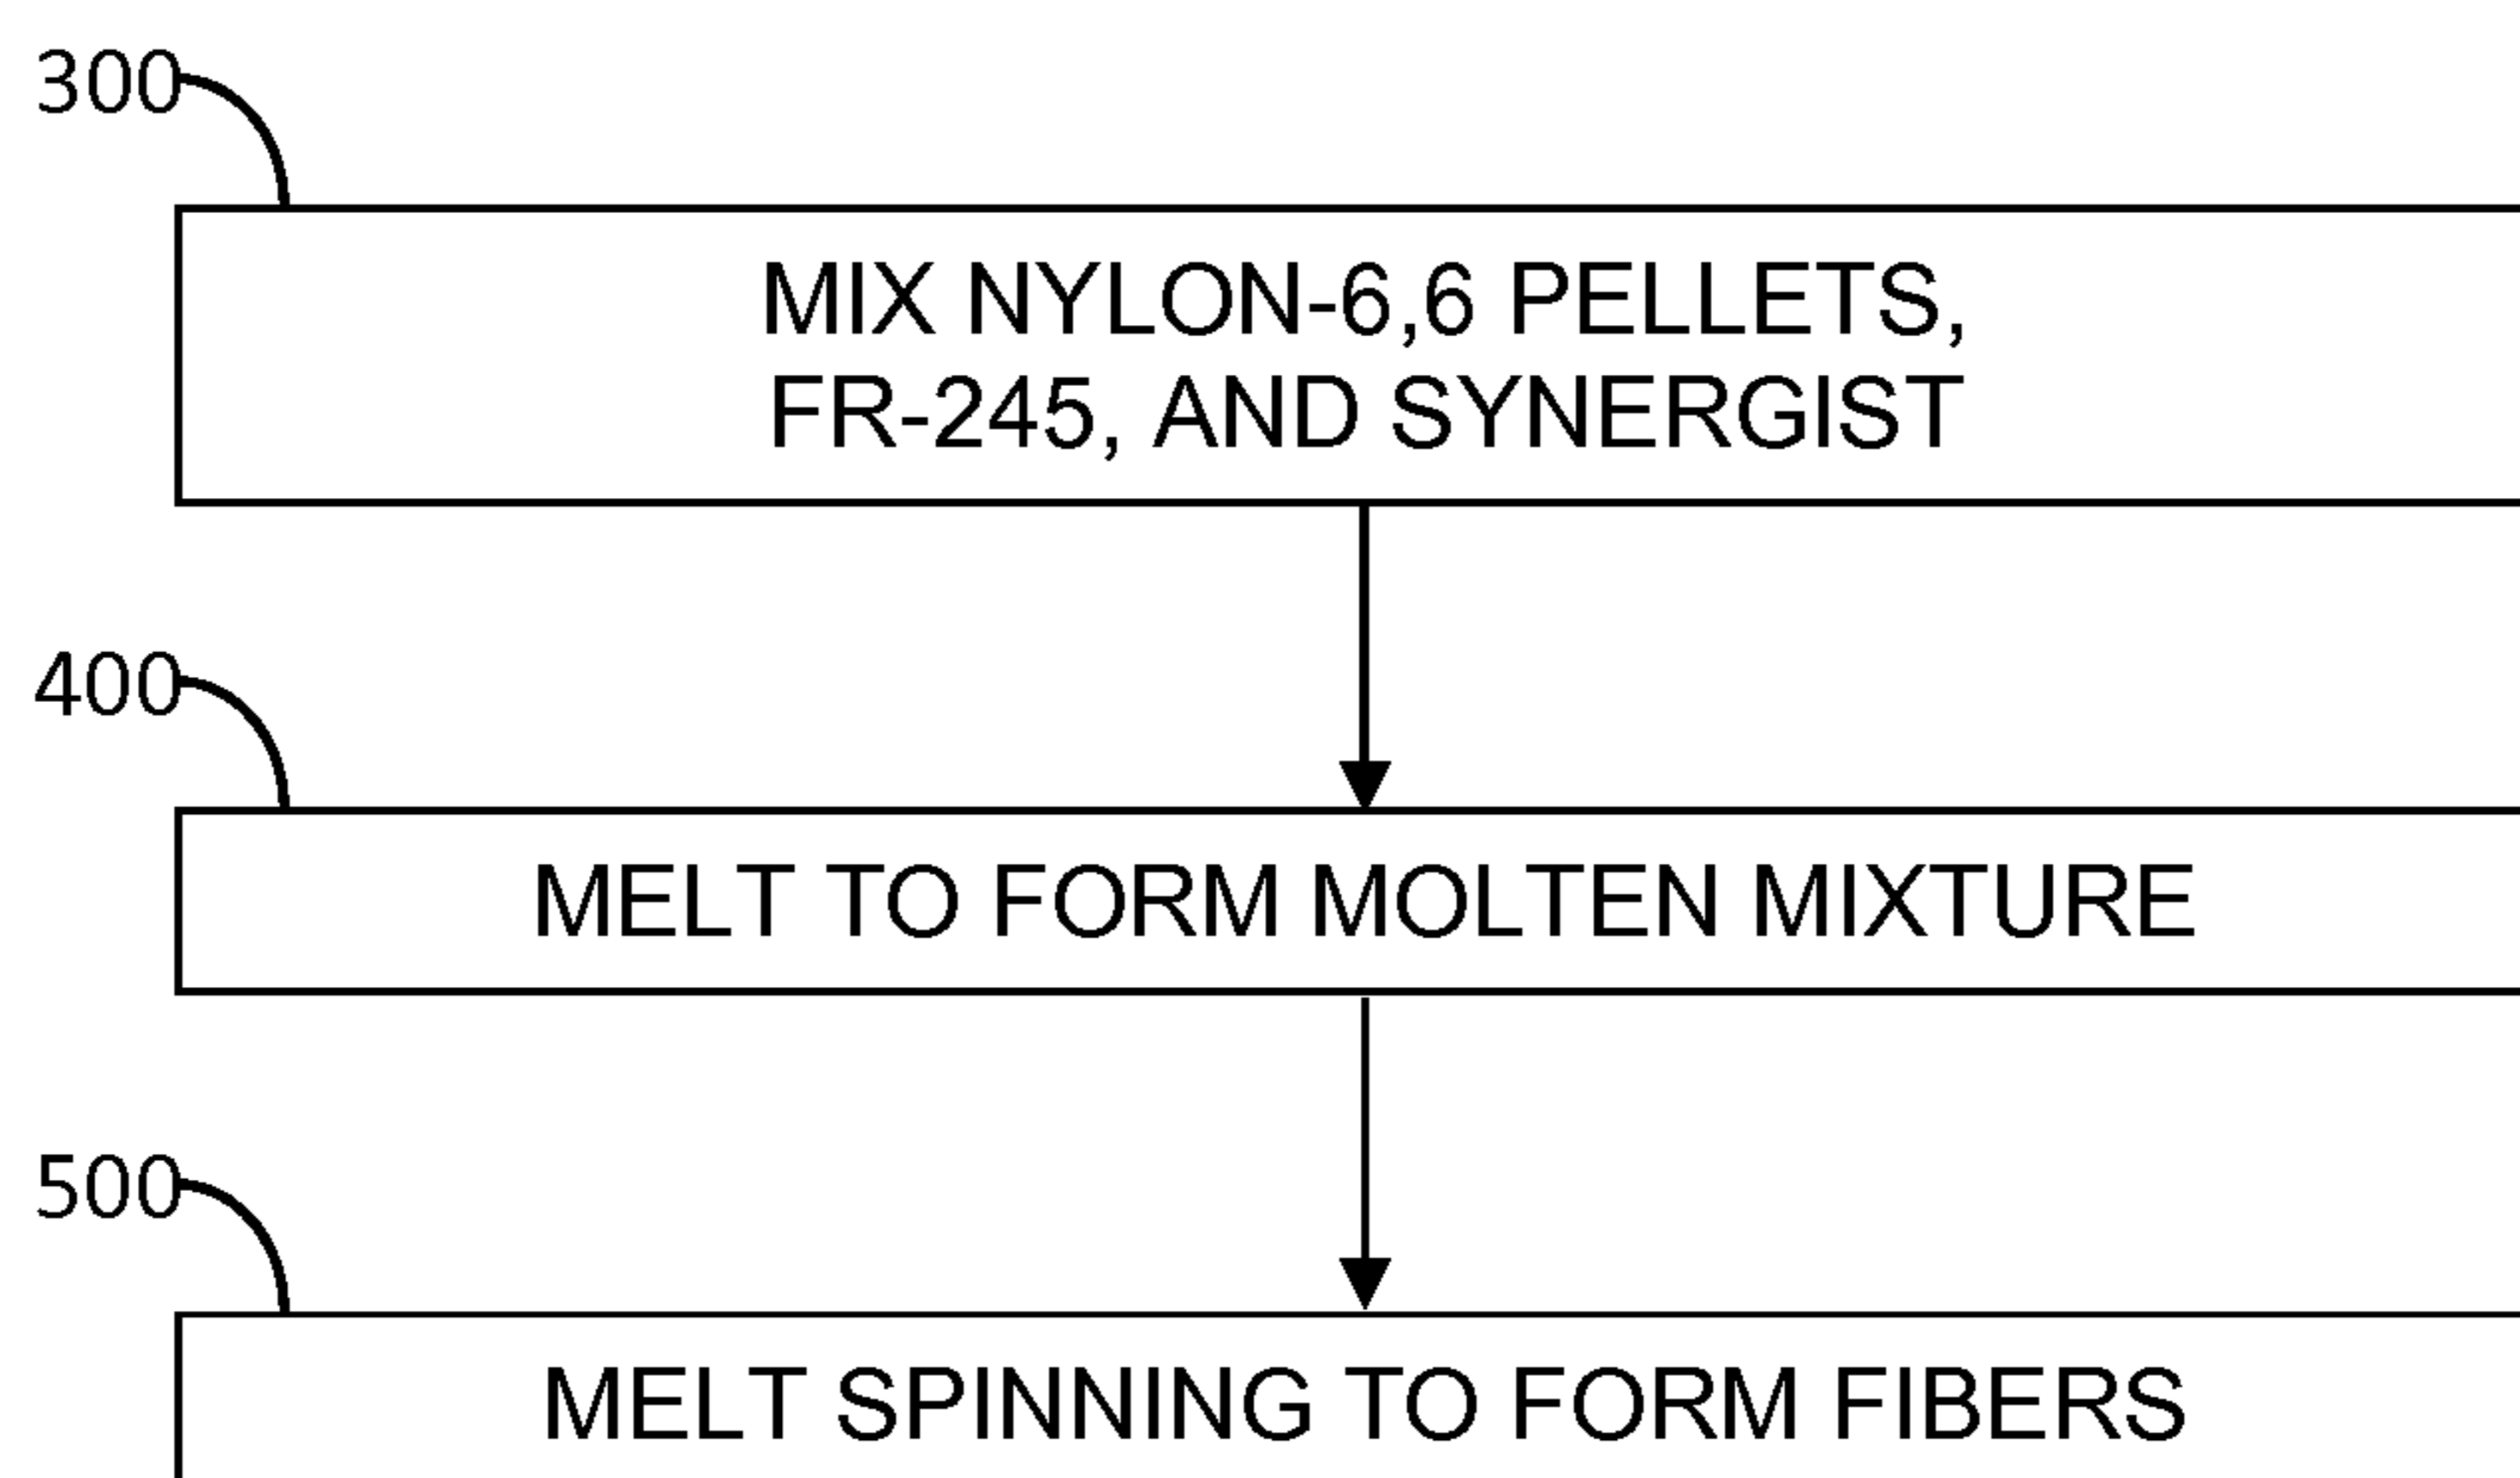 300
MIX NYLON-6,6 PELLETS,
FR-245, AND SYNERGIST
400
MELT TO FORM MOLTEN MIXTURE
500
MELT SPINNING TO FORM FIBERS